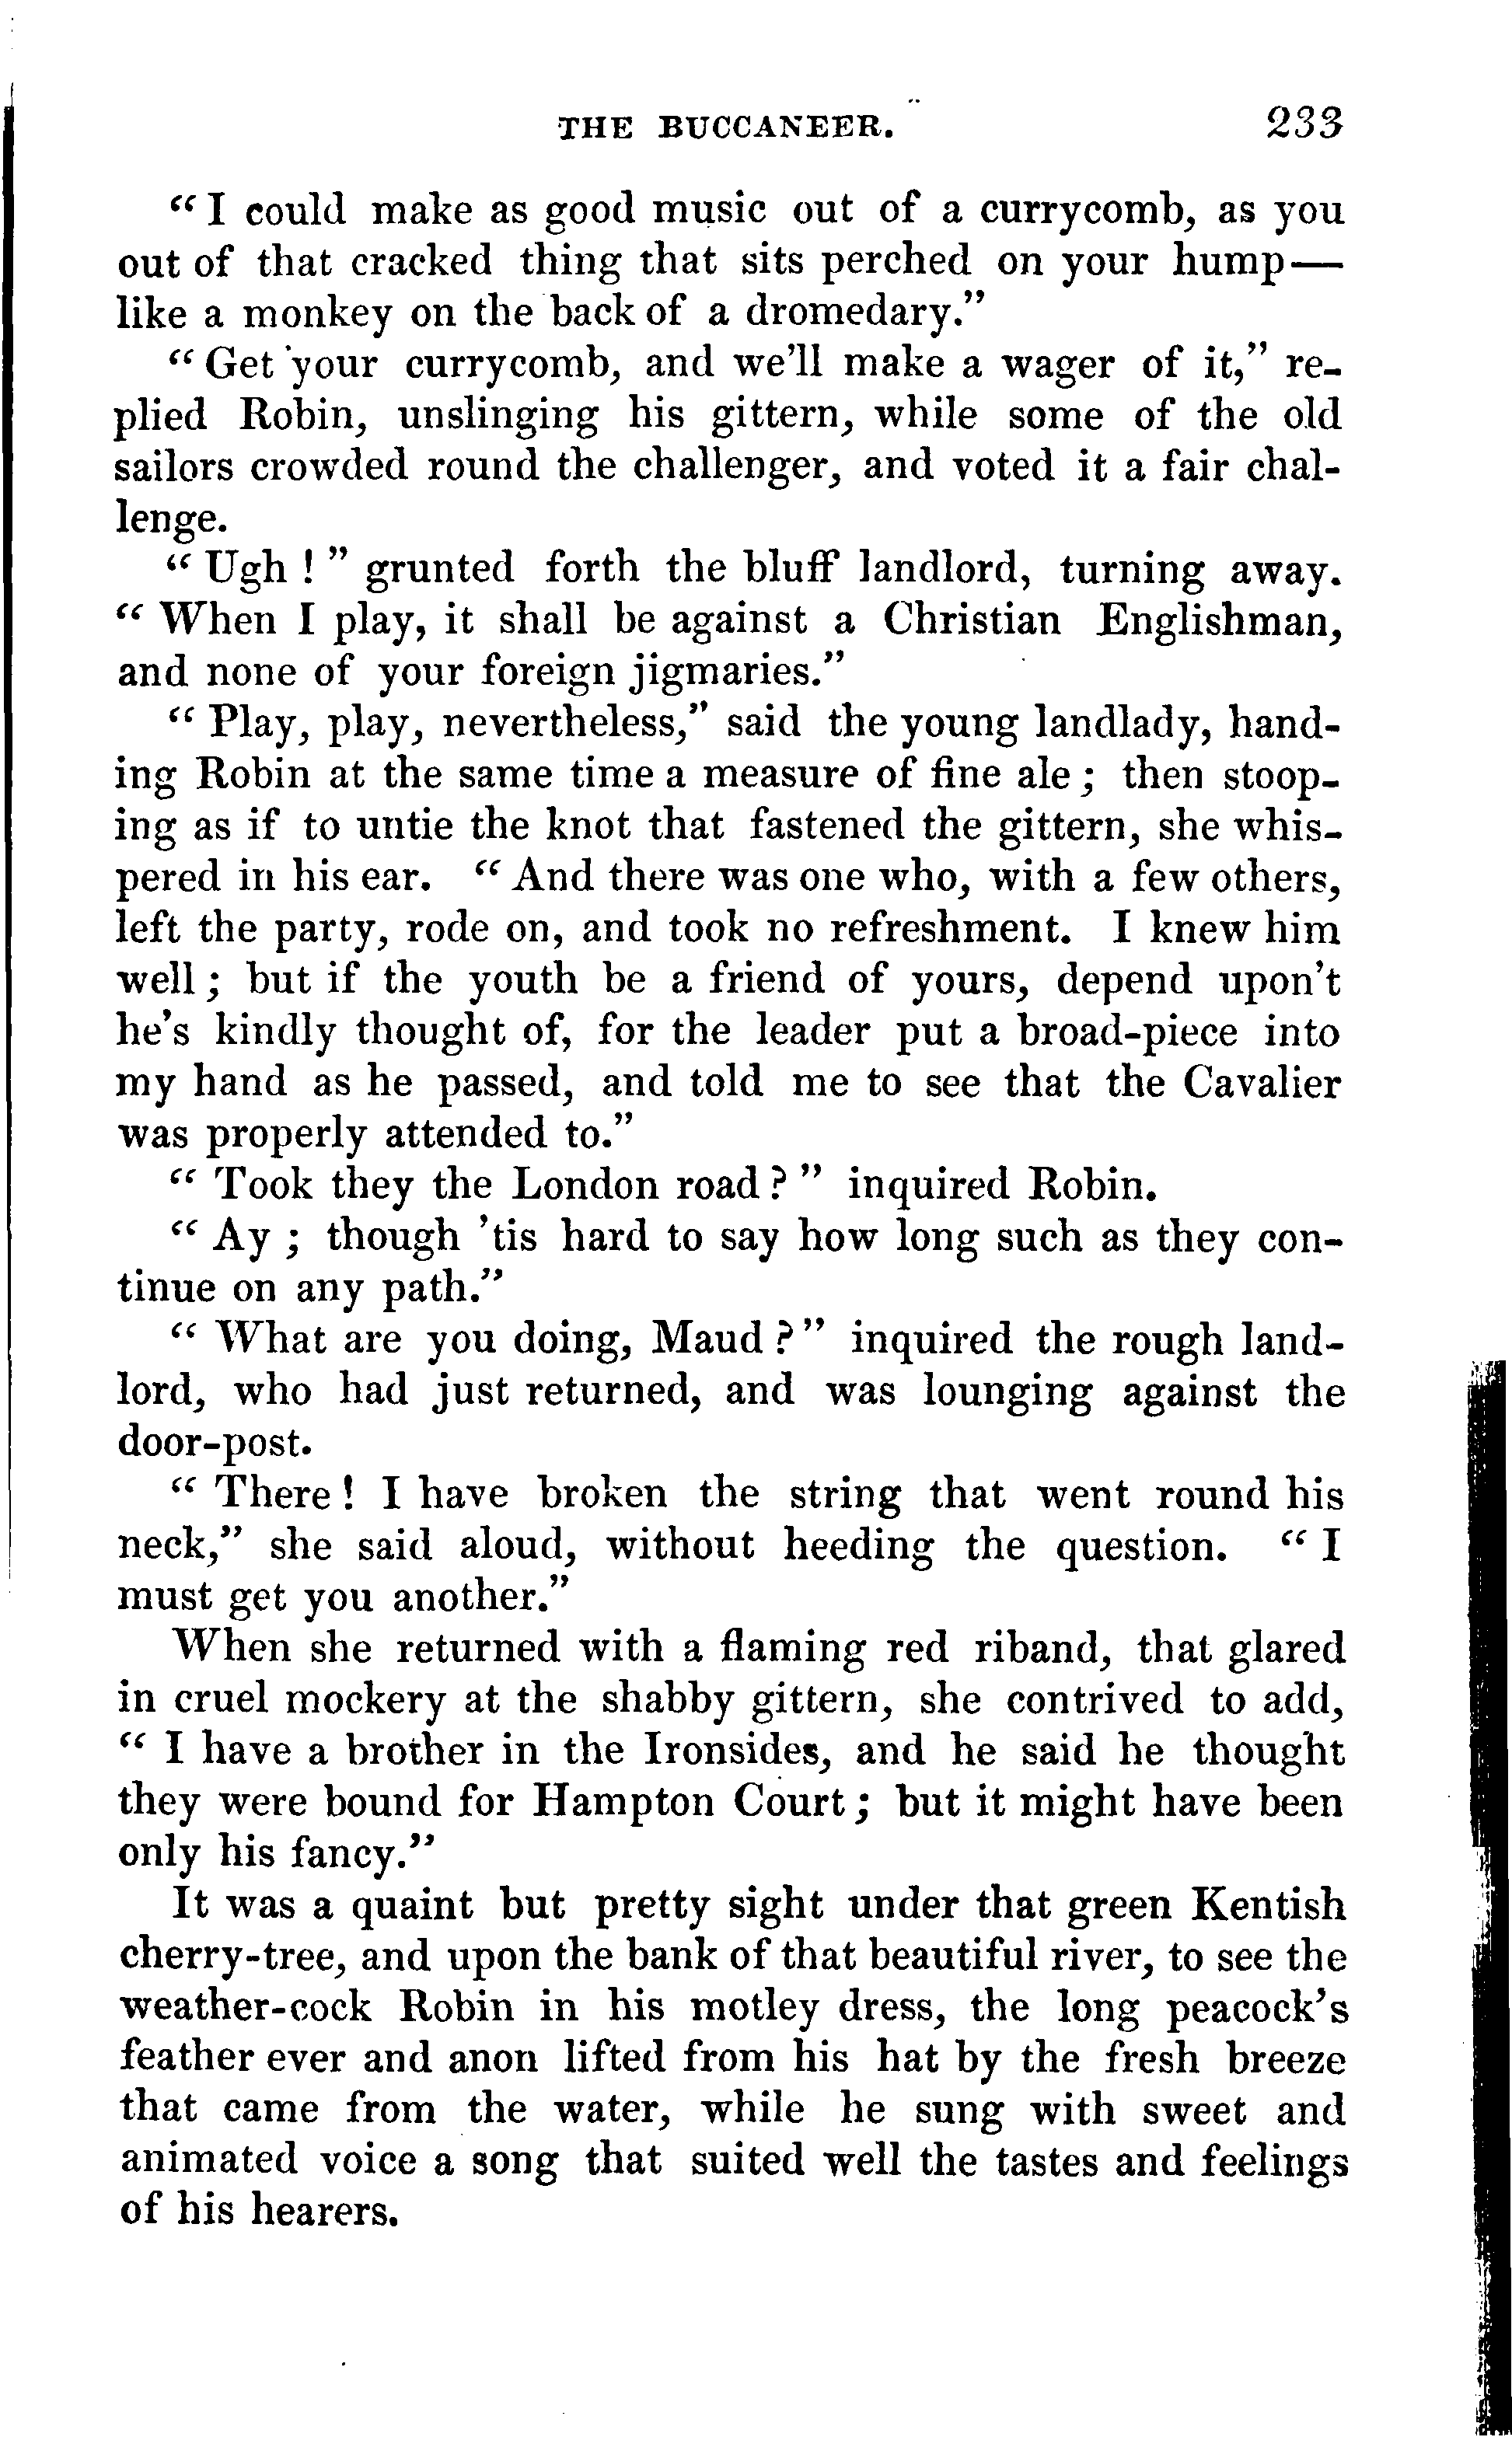 THE BUCCANEER. 233
“ I could make as good music out of a currycomb, as you
out of that cracked thing that sits perched on your hump—
like a monkey on the back of a dromedary.”
“ Get your currycomb, and we'll make a wager of it,” re-
plied Robin, unslinging his gittern, while some of the old
sailors crowded round the challenger, and voted it a fair chal-
lenge.
“ Ugh ! ” grunted forth the bluff landlord, turning away.
“ When I play, it shall be against a Christian Englishman,
and none of your foreign jigmaries.”
“ Play, play, nevertheless,” said the young landlady, hand-
ing Robin at the same time a measure of fine ale ; then stoop-
ing as if to untie the knot that fastened the gittern, she whis-
pered in his ear. “ And there was one who, with a few others,
left the party, rode on, and took no refreshment. I knew him
well ; but if the youth be a friend of yours, depend upon't
he's kindly thought of, for the leader put a broad-piece into
my hand as he passed, and told me to see that the Cavalier
was properly attended to.”
“ Took they the London road ? ” inquired Robin.
“ Ay ; though 'tis hard to say how long such as they con-
tinue on any path.”
“ What are you doing, Maud ? ” inquired the rough land-
lord, who had just returned, and was lounging against the
door-post.
“ There ! I have broken the string that went round his
neck,” she said aloud, without heeding the question. “ I
must get you another.”
When she returned with a flaming red riband, that glared
in cruel mockery at the shabby gittern, she contrived to add,
“ I have a brother in the Ironsides, and he said he thought
they were bound for Hampton Court ; but it might have been
only his fancy.”
It was a quaint but pretty sight under that green Kentish
cherry-tree, and upon the bank of that beautiful river, to see the
weather-cock Robin in his motley dress, the long peacock's
feather ever and anon lifted from his hat by the fresh breeze
that came from the water, while he sung with sweet and
animated voice a song that suited well the tastes and feelings
of his hearers.